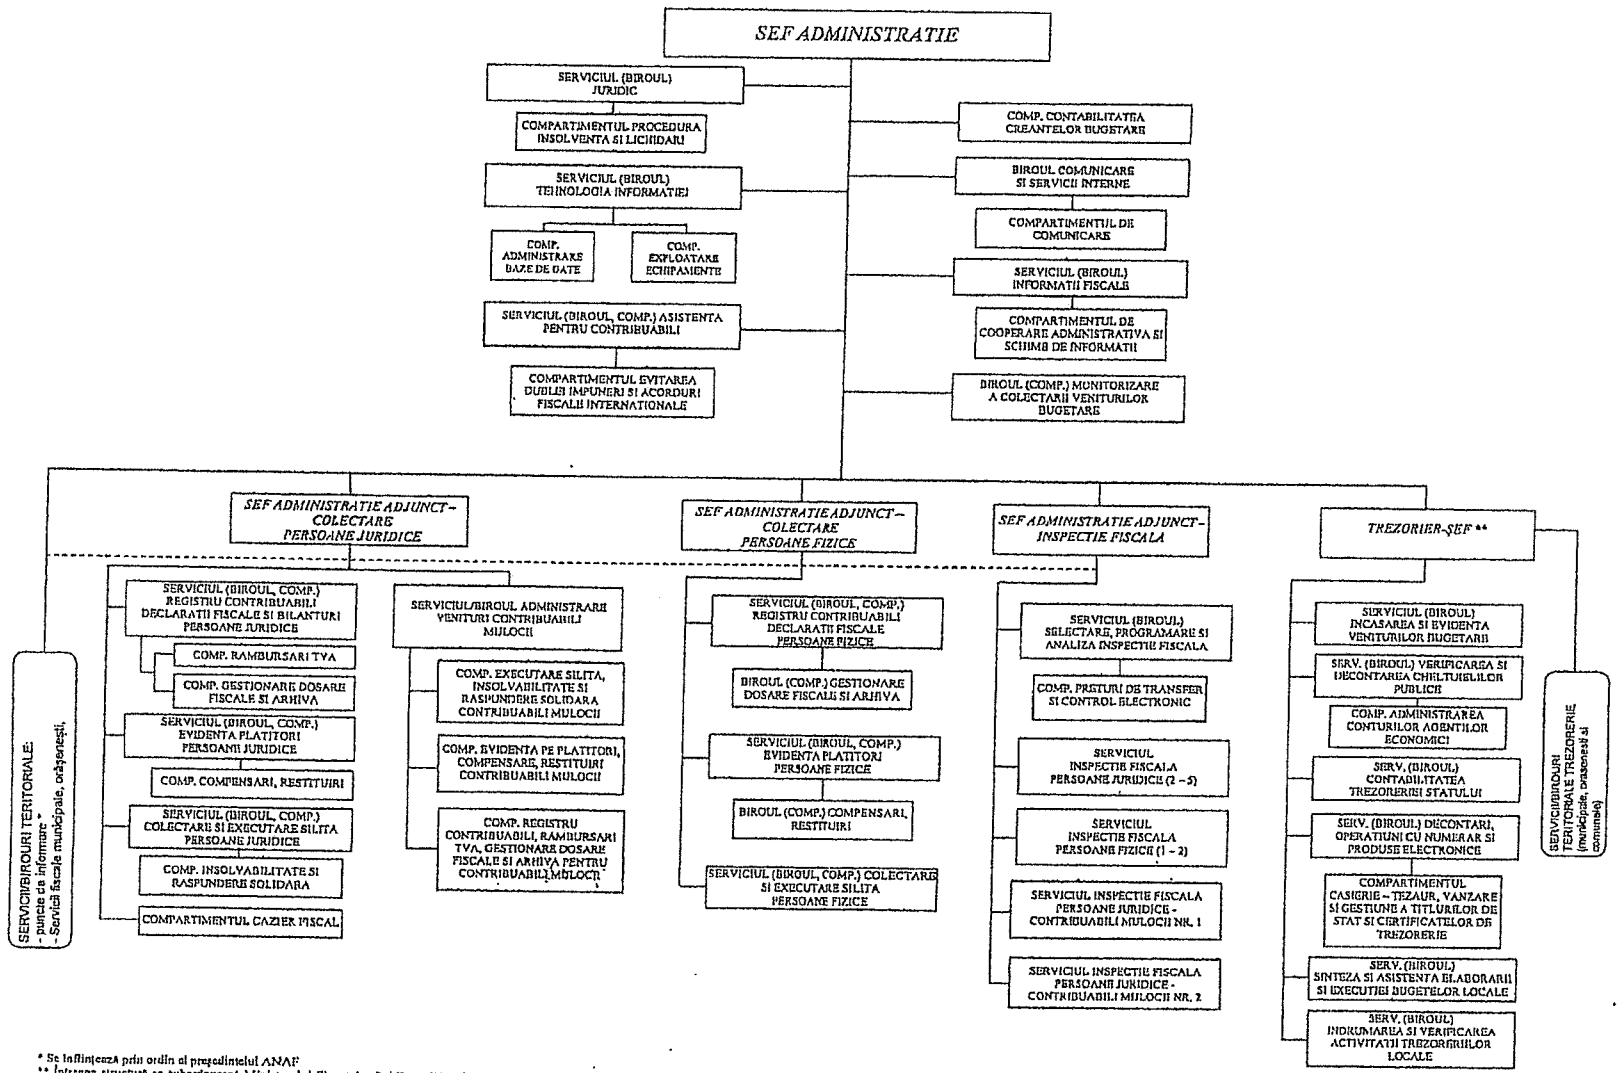 SEF ADMINISTRATIE
SERVICIUL (BIROUL)
JURIDIC
COMPARTIMENTUL PROCEDURA
INSOLVENTA SI LICHIDARI
SERVICIUL (BIROUL)
TEHNOLOGIA INFORMATIEI
COMP.
ADMINISTRARE
BAZE DE DATE
COMP.
EXPLOATARE
ECHIPAMENTE
SERVICIUL (BIROUL, COMP.) ASISTENTA
PENTRU CONTRIBUABILI
COMPARTIMENTUL EVITAREA
DUBLEI IMPUNERI SI ACORDURI
FISCALE INTERNATIONALE
COMP. CONTABILITATEA
CREANTELOR BUGETARE
BIROUL COMUNICARE
SI SERVICII INTERNE
COMPARTIMENTUL DE
COMUNICARE
SERVICIUL (BIROUL)
INFORMATII FISCALE
COMPARTIMENTUL DE
COOPERARE ADMINISTRATIVA SI
SCHIMB DE INFORMATII
BIROUL (COMP.) MONITORIZARE
A COLECTARII VENITURILOR
BUGETARE
SEF ADMINISTRATIE ADJUNCT –
COLECTARE
PERSOANE JURIDICE
SERVICIUL (BIROUL, COMP.)
REGISTRU CONTRIBUABILI
DECLARATII FISCALE SI BILANTURI
PERSOANE JURIDICE
COMP. RAMBURSARI TVA
COMP. GESTIONARE DOSARE
FISCALE SI ARHIVA
SERVICIUL (BIROUL, COMP.)
EVIDENTA PLATITORI
PERSOANE JURIDICE
COMP. COMPENSARI, RESTITUIRI
SERVICIUL (BIROUL, COMP.)
COLECTARE SI EXECUTARE SILITA
PERSOANE JURIDICE
COMP. INSOLVABILITATE SI
RASPUNDERE SOLIDARA
COMPARTIMENTUL CAZIER FISCAL
SERVICIUL/BIROUL ADMINISTRARE
VENITURI CONTRIBUABILI
MIJLOCII
COMP. EXECUTARE SILITA,
INSOLVABILITATE SI
RASPUNDERE SOLIDARA
CONTRIBUABILI MIJLOCII
COMP. EVIDENTA PE PLATITORI,
COMPENSARE, RESTITUIRI
CONTRIBUABILI MIJLOCII
COMP. REGISTRU
CONTRIBUABILI, RAMBURSARI
TVA, GESTIONARE DOSARE
FISCALE SI ARHIVA PENTRU
CONTRIBUABILI MIJLOCII
SEF ADMINISTRATIE ADJUNCT –
COLECTARE
PERSOANE FIZICE
SERVICIUL (BIROUL, COMP.)
REGISTRU CONTRIBUABILI
DECLARATII FISCALE
PERSOANE FIZICE
BIROUL (COMP.) GESTIONARE
DOSARE FISCALE SI ARHIVA
SERVICIUL (BIROUL, COMP.)
EVIDENTA PLATITORI
PERSOANE FIZICE
BIROUL (COMP.) COMPENSARI,
RESTITUIRI
SERVICIUL (BIROUL, COMP.) COLECTARE
SI EXECUTARE SILITA
PERSOANE FIZICE
SEF ADMINISTRATIE ADJUNCT-
INSPECTIE FISCALA
SERVICIUL (BIROUL)
SELECTARE, PROGRAMARE SI
ANALIZA INSPECTIE FISCALA
COMP. PRETURI DE TRANSFER
SI CONTROL ELECTRONIC
SERVICIUL
INSPECTIE FISCALA
PERSOANE JURIDICE (2 – 5)
SERVICIUL
INSPECTIE FISCALA
PERSOANE FIZICE (1 – 2)
SERVICIUL INSPECTIE FISCALA
PERSOANE JURIDICE -
CONTRIBUABILI MIJLOCII NR. 1
SERVICIUL INSPECTIE FISCALA
PERSOANE JURIDICE -
CONTRIBUABILI MIJLOCII NR. 2
TREZORIER-ŞEF **
SERVICIUL (BIROUL)
INCASAREA SI EVIDENTA
VENITURILOR BUGETARE
SERV. (BIROUL) VERIFICAREA SI
DECONTAREA CHELTUIELILOR
PUBLICE
COMP. ADMINISTRAREA
CONTURILOR AGENTILOR
ECONOMICI
SERV. (BIROUL)
CONTABILITATEA
TREZORERIEI STATULUI
SERV. (BIROUL) DECONTARI,
OPERATIUNI CU NUMERAR SI
PRODUSE ELECTRONICE
COMPARTIMENTUL
CASIERIE – TEZAUR, VANZARE
SI GESTIUNE A TITLURILOR DE
STAT SI CERTIFICATELOR DE
TREZORERIE
SERV. (BIROUL)
SINTEZA SI ASISTENTA ELABORARII
SI EXECUTIEI BUGETELOR LOCALE
SERV. (BIROUL)
INDRUMAREA SI VERIFICAREA
ACTIVITATII TREZORERIILOR
LOCALE
SERVICII/BIROURI TERITORIALE:
- puncte de informare *
- Servicii fiscale municipale, orăşeneşti,
SERVICII/BIROURI
TERITORIALE TREZORERIE
(municipale, orasenesti si
comunale)
* Se înfiinţează prin ordin al preşedintelui ANAF